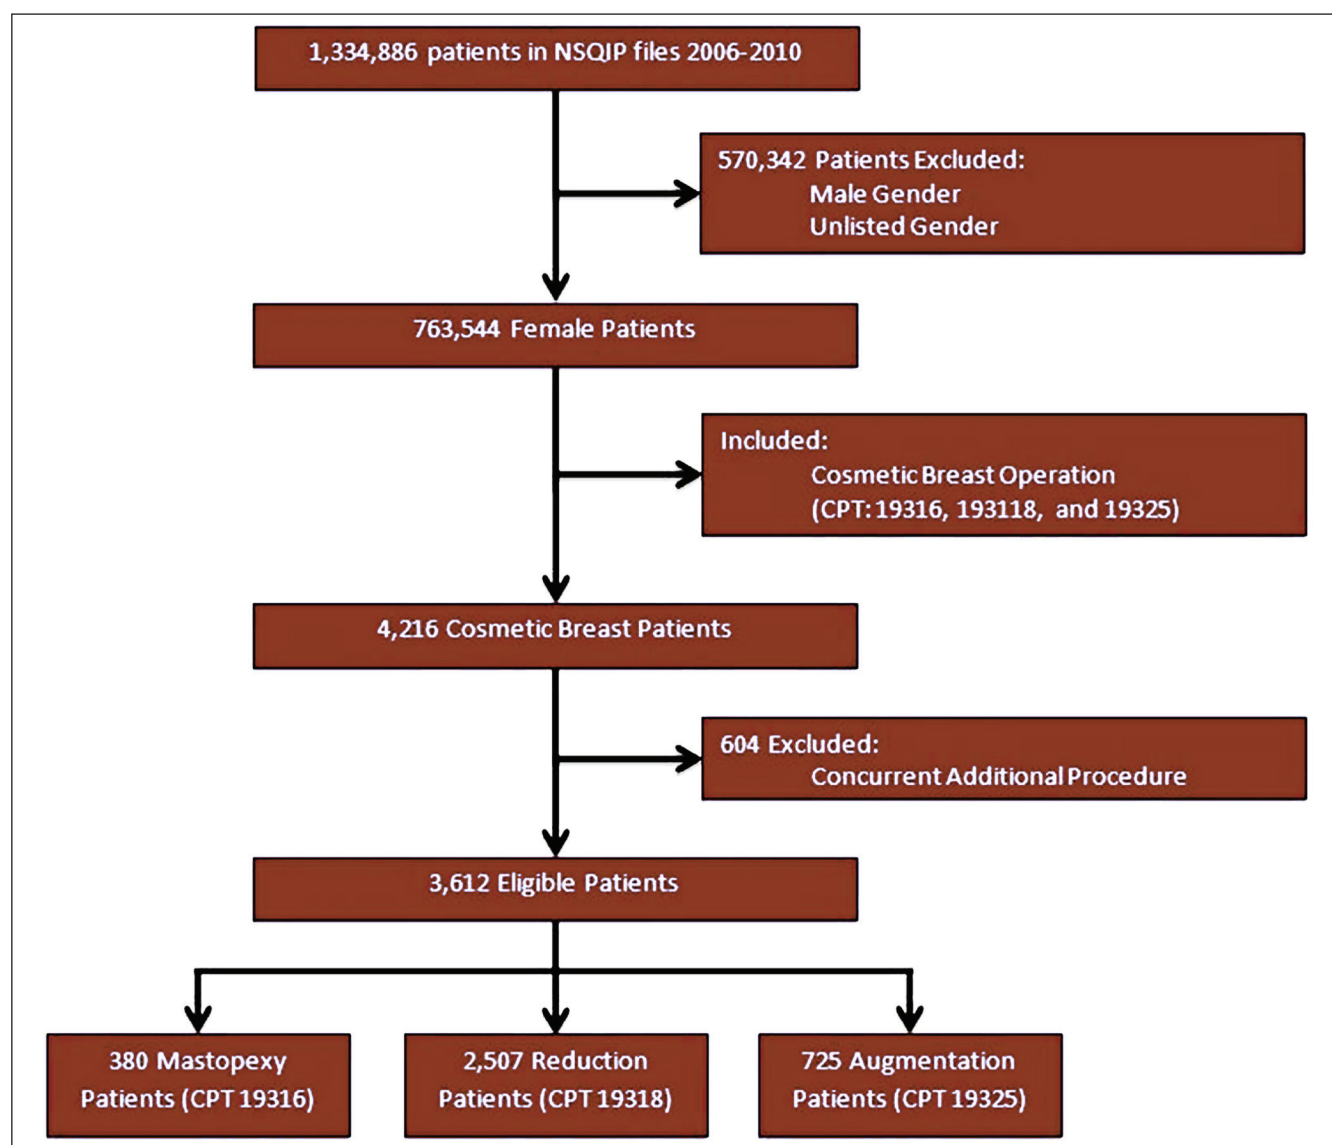 1,334,886 patients in NSQIP files 2006-2010
570,342 Patients Excluded:
Male Gender
Unlisted Gender
763,544 Female Patients
Included:
Cosmetic Breast Operation
(CPT: 19316, 193118, and 19325)
4,216 Cosmetic Breast Patients
604 Excluded:
Concurrent Additional Procedure
3,612 Eligible Patients
380 Mastopexy
Patients (CPT 19316)
2,507 Reduction
Patients (CPT 19318)
725 Augmentation
Patients (CPT 19325)